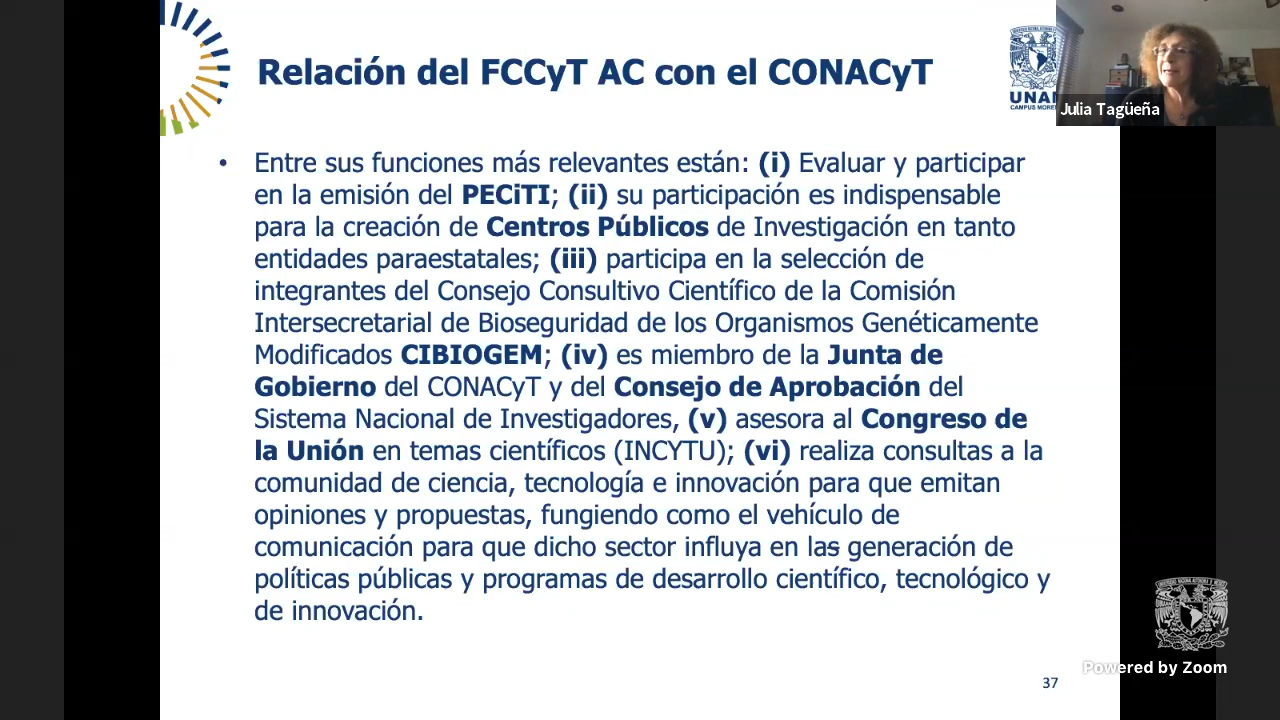 Relación del FCCyT AC con el CONACyT
UNAM
CAMPUS MORE
Julia Tagüeña
• Entre sus funciones más relevantes están: (i) Evaluar y participar
en la emisión del PECiTI; (ii) su participación es indispensable
para la creación de Centros Públicos de Investigación en tanto
entidades paraestatales; (iii) participa en la selección de
integrantes del Consejo Consultivo Científico de la Comisión
Intersecretarial de Bioseguridad de los Organismos Genéticamente
Modificados CIBIOGEM; (iv) es miembro de la Junta de
Gobierno del CONACyT y del Consejo de Aprobación del
Sistema Nacional de Investigadores, (v) asesora al Congreso de
la Unión en temas científicos (INCYTU); (vi) realiza consultas a la
comunidad de ciencia, tecnología e innovación para que emitan
opiniones y propuestas, fungiendo como el vehículo de
comunicación para que dicho sector influya en las generación de
políticas públicas y programas de desarrollo científico, tecnológico y
de innovación.
Powered by Zoom
37